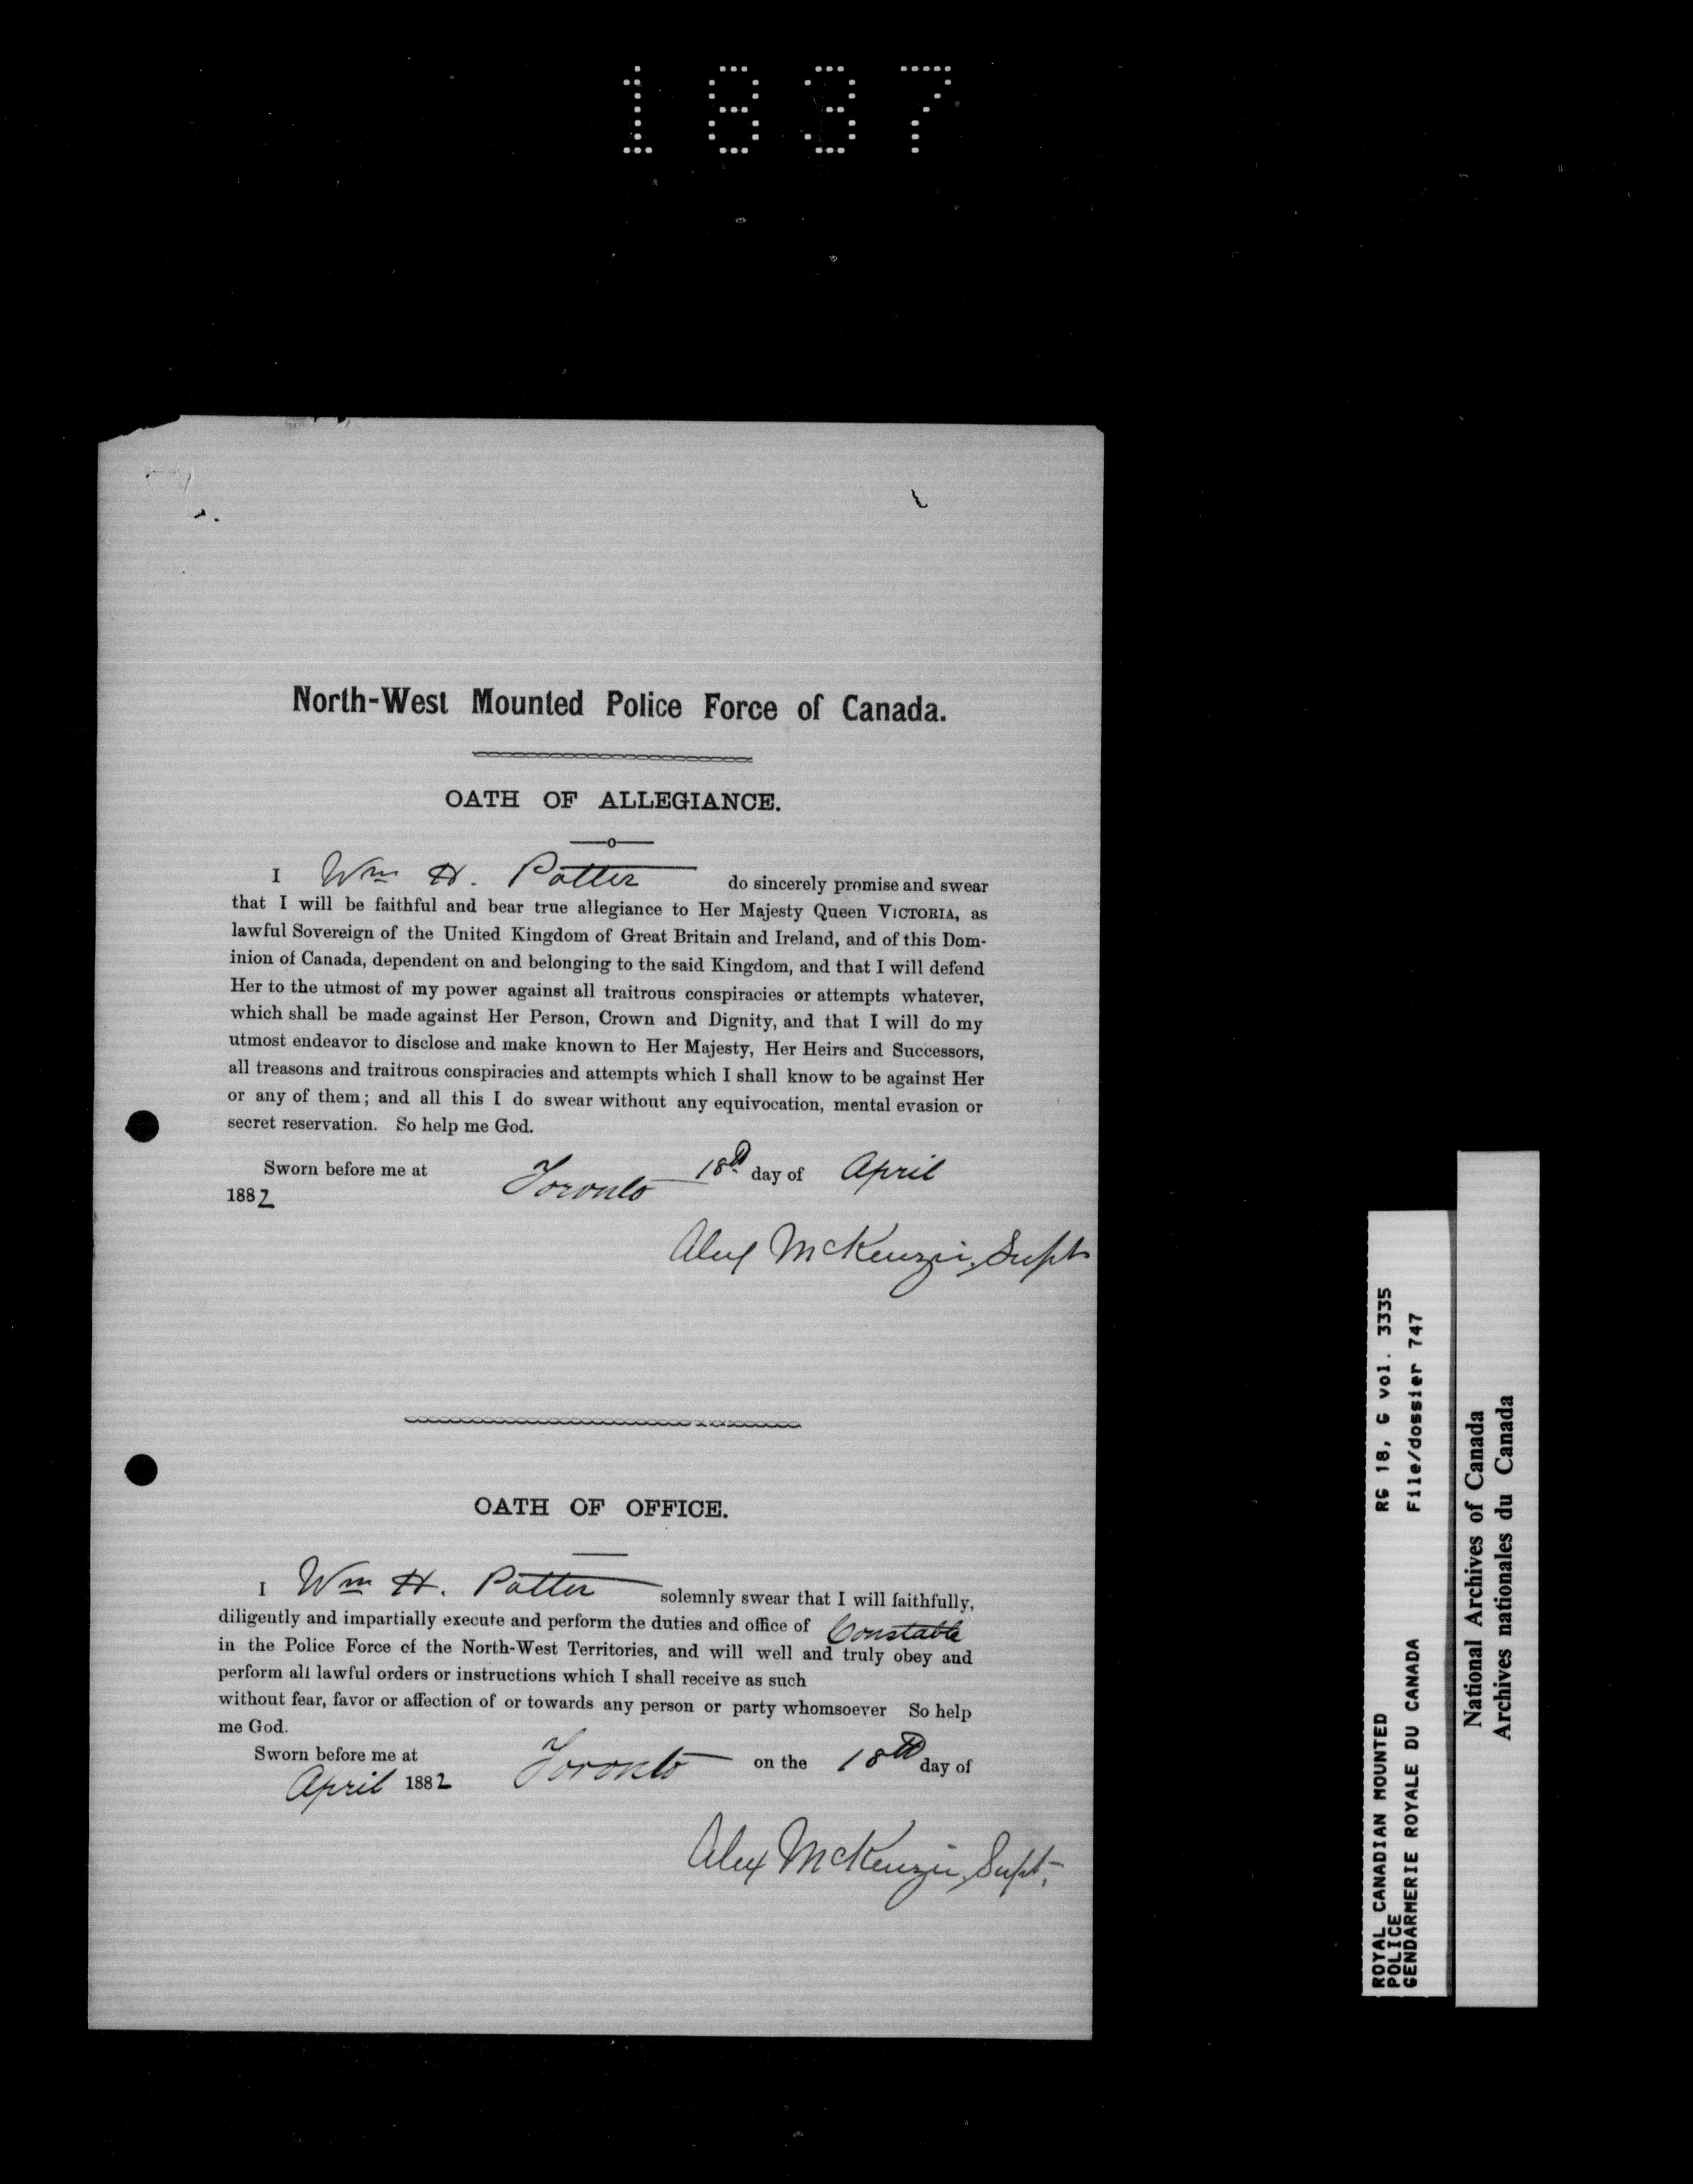 1837
North-West Mounted Police Force of Canada.
OATH OF ALLEGIANCE.
I Wm H. Potter do sincerely promise and swear
that I will be faithful and bear true allegiance to Her Majesty Queen VICTORIA, as
lawful Sovereign of the United Kingdom of Great Britain and Ireland, and of this Dom-
inion of Canada, dependent on and belonging to the said Kingdom, and that I will defend
Her to the utmost of my power against all traitrous conspiracies or attempts whatever,
which shall be made against Her Person, Crown and Dignity, and that I will do my
utmost endeavor to disclose and make known to Her Majesty, Her Heirs and Successors,
all treasons and traitrous conspiracies and attempts which I shall know to be against Her
or any of them; and all this I do swear without any equivocation, mental evasion or
secret reservation. So help me God.
Sworn before me at Toronto 18th day of April
1882
Alex McKenzie, Supt
OATH OF OFFICE.
I Wm H. Potter solemnly swear that I will faithfully,
diligently and impartially execute and perform the duties and office of Constable
in the Police Force of the North-West Territories, and will well and truly obey and
perform all lawful orders or instructions which I shall receive as such
without fear, favor or affection of or towards any person or party whomsoever So help
me God.
Sworn before me at Toronto on the 18th day of
April 1882
Alex McKenzie, Supt.
ROYAL CANADIAN MOUNTED RG 18, G vol. 3335
POLICE
GENDARMERIE ROYALE DU CANADA File/dossier 747
National Archives of Canada
Archives nationales du Canada